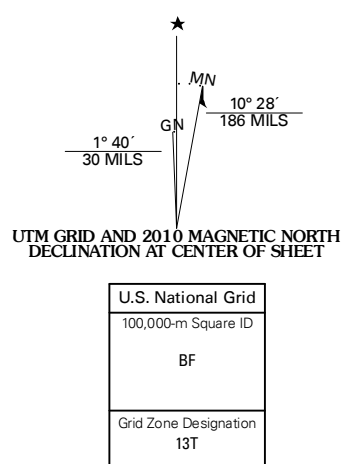 ★
MN
GN
10° 28´
186 MILS
1° 40´
30 MILS
UTM GRID AND 2010 MAGNETIC NORTH
DECLINATION AT CENTER OF SHEET
U.S. National Grid
100,000-m Square ID
BF
Grid Zone Designation
13T